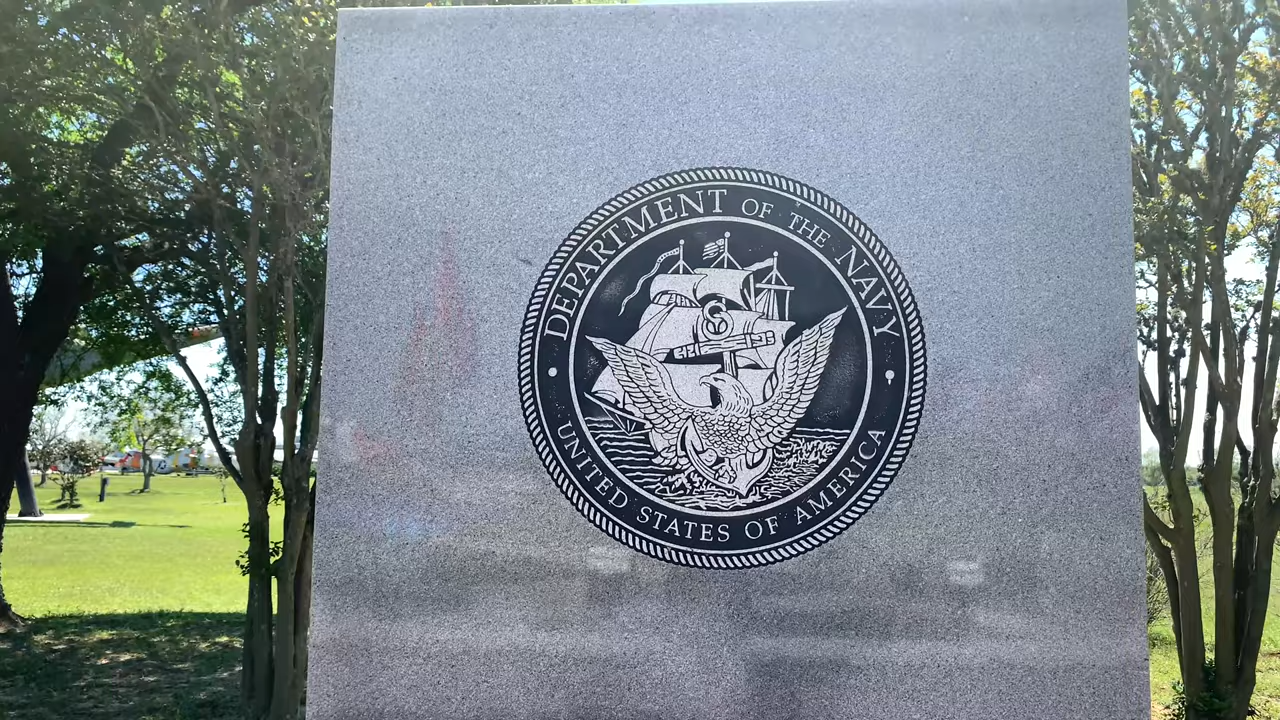 DEPARTMENT OF THE NAVY
UNITED STATES OF AMERICA